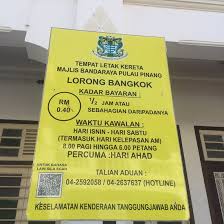 TEMPAT LETAK KERETA
MAJLIS BANDARAYA PULAU PINANG
LORONG BANGKOK
KADAR BAYARAN :
RM
0.40
½ JAM ATAU
SEBAHAGIAN DARIPADANYA
WAKTU KAWALAN :
HARI ISNIN - HARI SABTU
(TERMASUK HARI KELEPASAN AM)
8.00 PAGI HINGGA 6.00 PETANG
PERCUMA : HARI AHAD
TALIAN ADUAN :
04-2592058 / 04-2637637 (HOTLINE)
KESELAMATAN KENDERAAN TANGGUNGJAWAB ANDA